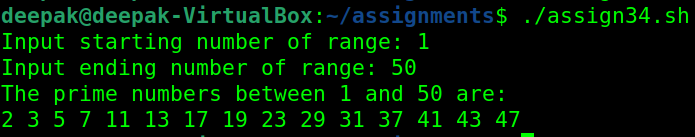 deepak@deepak-VirtualBox:~/assignments$ ./assign34.sh
Input starting number of range: 1
Input ending number of range: 50
The prime numbers between 1 and 50 are:
2 3 5 7 11 13 17 19 23 29 31 37 41 43 47